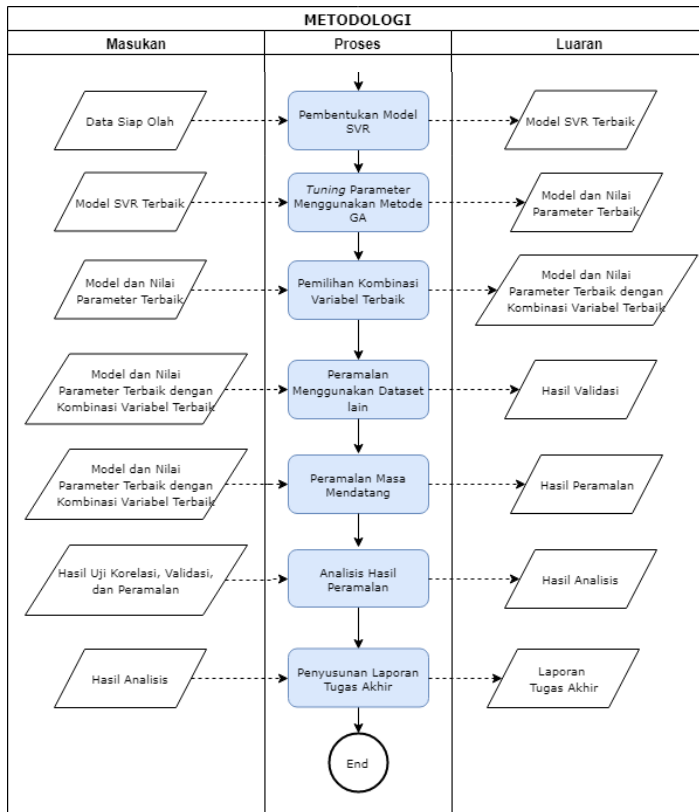 METODOLOGI
Masukan
Proses
Luaran
Data Siap Olah
Pembentukan Model
SVR
Model SVR Terbaik
Model SVR Terbaik
Tuning Parameter
Menggunakan Metode
GA
Model dan Nilai
Parameter Terbaik
Model dan Nilai
Parameter Terbaik
Pemilihan Kombinasi
Variabel Terbaik
Model dan Nilai
Parameter Terbaik dengan
Kombinasi Variabel Terbaik
Model dan Nilai
Parameter Terbaik dengan
Kombinasi Variabel Terbaik
Peramalan
Menggunakan Dataset
lain
Hasil Validasi
Model dan Nilai
Parameter Terbaik dengan
Kombinasi Variabel Terbaik
Peramalan Masa
Mendatang
Hasil Peramalan
Hasil Uji Korelasi, Validasi,
dan Peramalan
Analisis Hasil
Peramalan
Hasil Analisis
Hasil Analisis
Penyusunan Laporan
Tugas Akhir
Laporan
Tugas Akhir
End